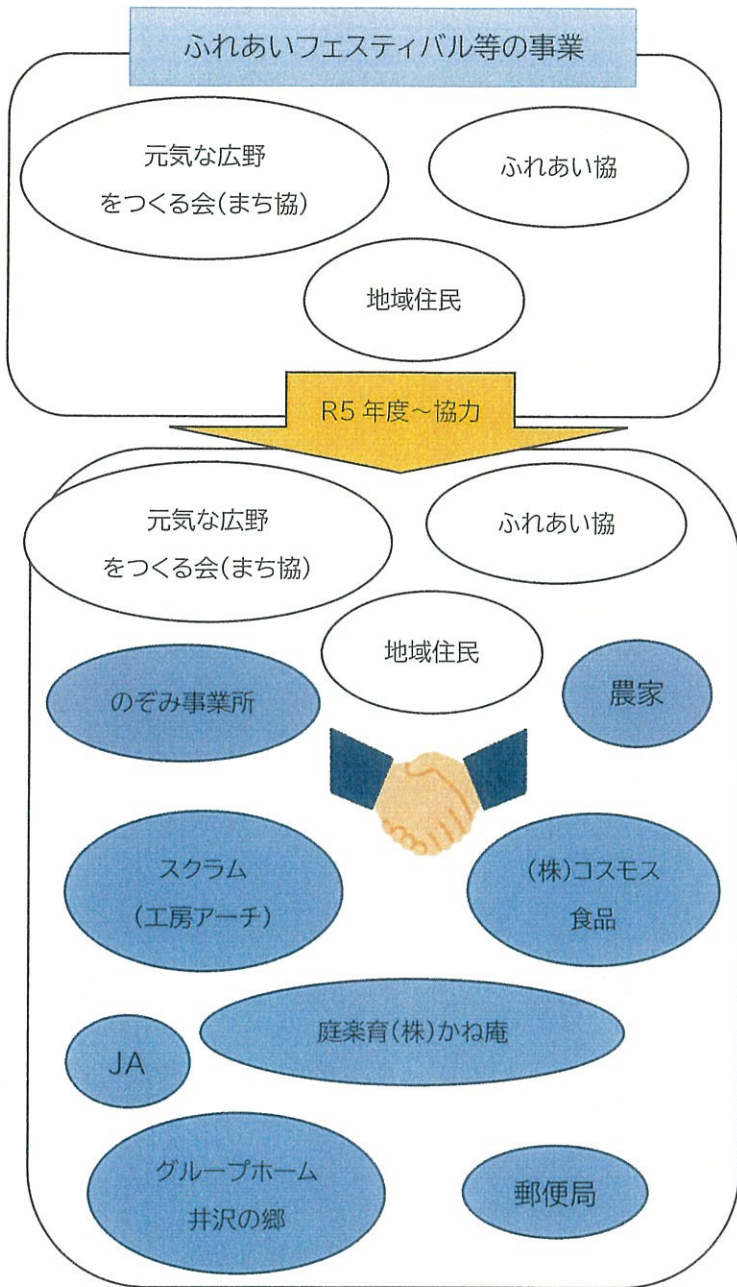 ふれあいフェスティバル等の事業
元気な広野
をつくる会(まち協)
ふれあい協
地域住民
R5年度～協力
元気な広野
をつくる会(まち協)
ふれあい協
地域住民
のぞみ事業所
農家
スクラム
(工房アーチ)
(株)コスモス
食品
庭楽育(株)かね庵
JA
グループホーム
井沢の郷
郵便局